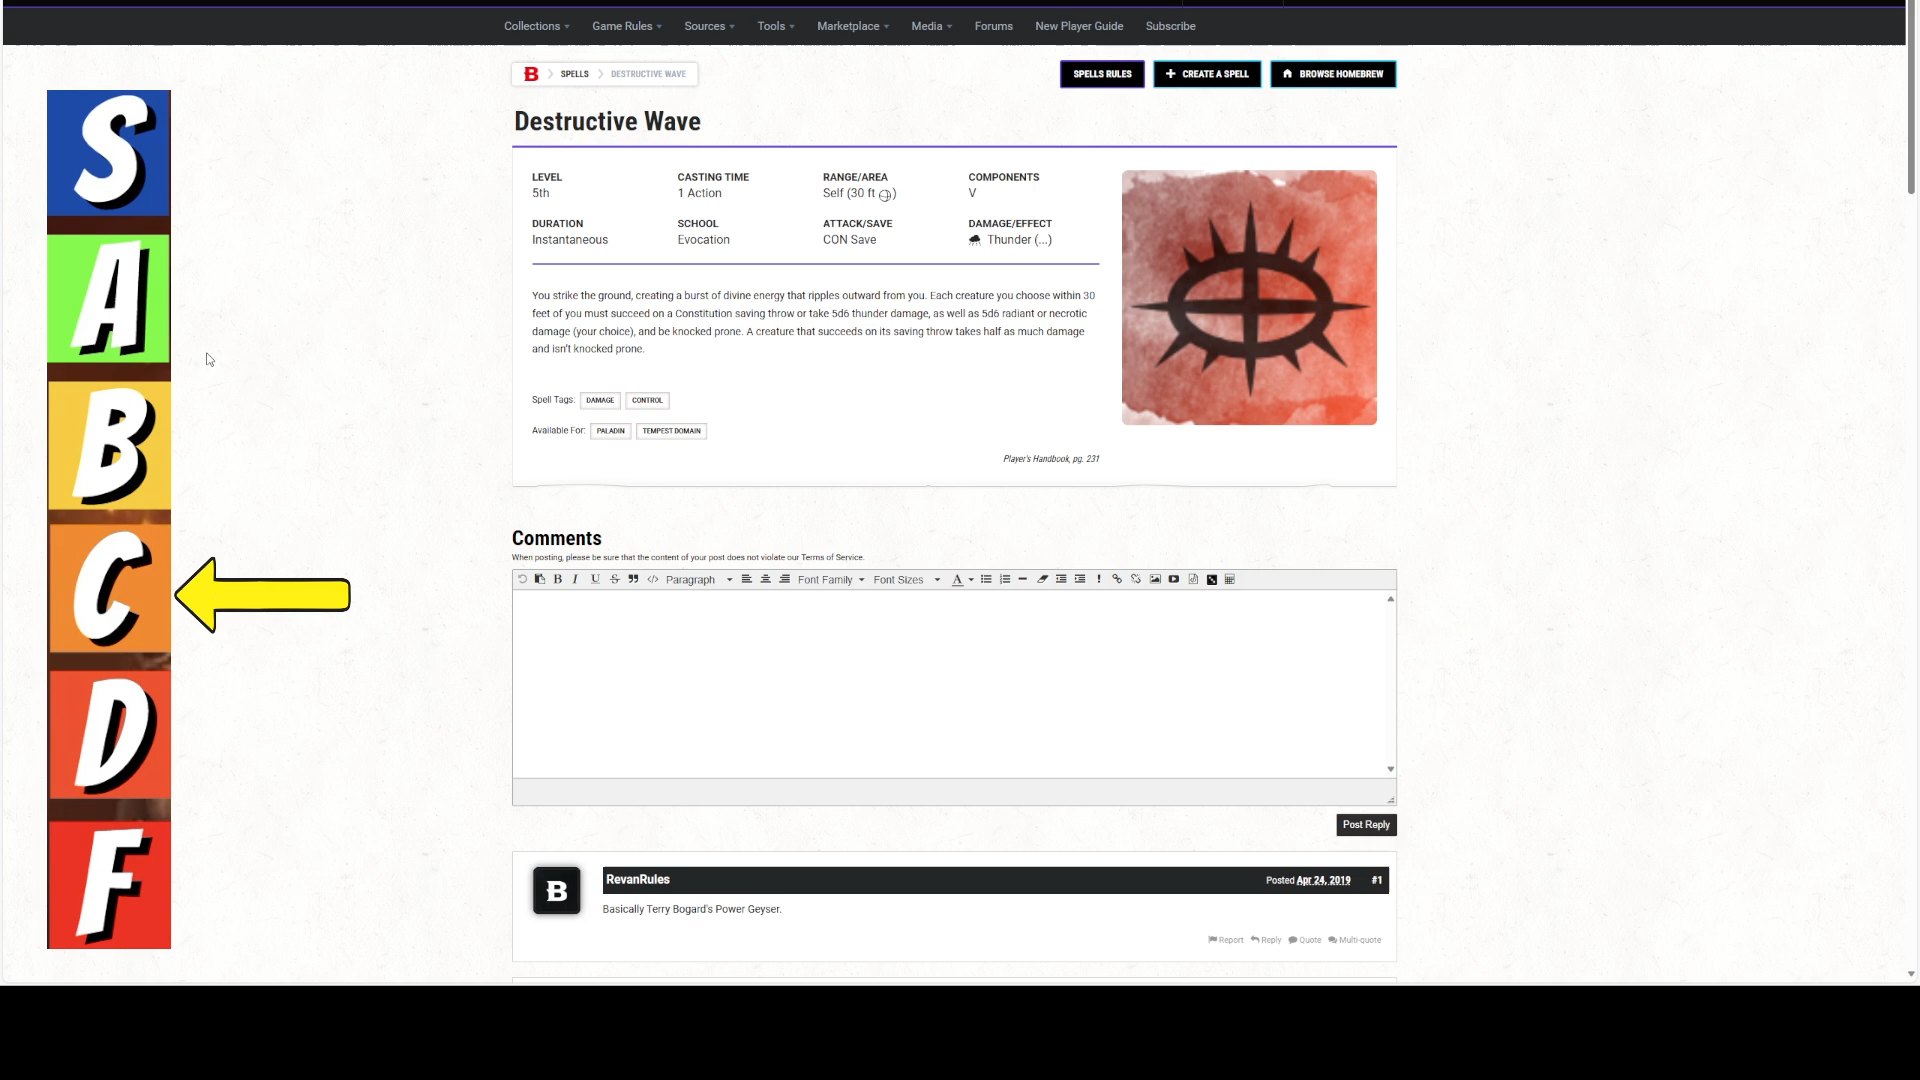 Collections
Game Rules
Sources
Tools
Marketplace
Media
Forums
New Player Guide
Subscribe
B
SPELLS
DESTRUCTIVE WAVE
SPELLS RULES
CREATE A SPELL
BROWSE HOMEBREW
Destructive Wave
LEVEL
5th
CASTING TIME
1 Action
RANGE/AREA
Self (30 ft )
COMPONENTS
V
DURATION
Instantaneous
SCHOOL
Evocation
ATTACK/SAVE
CON Save
DAMAGE/EFFECT
Thunder (...)
You strike the ground, creating a burst of divine energy that ripples outward from you. Each creature you choose within 30
feet of you must succeed on a Constitution saving throw or take 5d6 thunder damage, as well as 5d6 radiant or necrotic
damage (your choice), and be knocked prone. A creature that succeeds on its saving throw takes half as much damage
and isn't knocked prone.
Spell Tags: DAMAGE CONTROL
Available For: PALADIN TEMPEST DOMAIN
Player's Handbook, pg. 231
Comments
When posting, please be sure that the content of your post does not violate our Terms of Service.
B I U S Paragraph Font Family Font Sizes A
Post Reply
B
RevanRules
Posted Apr 24, 2019 #1
Basically Terry Bogard's Power Geyser.
Report Reply Quote Multi-quote
S
A
B
C
D
F